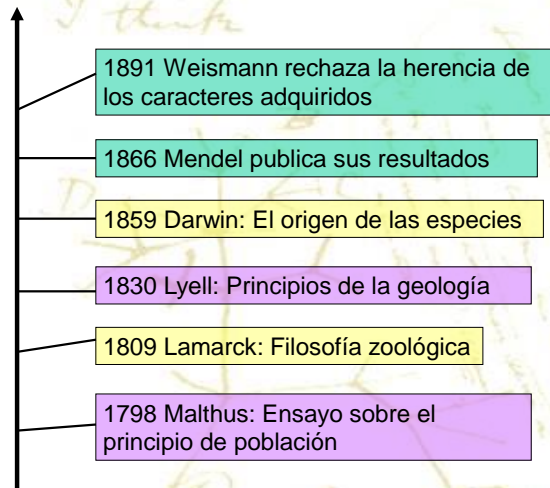 I think
1891 Weismann rechaza la herencia de
los caracteres adquiridos
1866 Mendel publica sus resultados
1859 Darwin: El origen de las especies
1830 Lyell: Principios de la geología
1809 Lamarck: Filosofía zoológica
1798 Malthus: Ensayo sobre el
principio de población